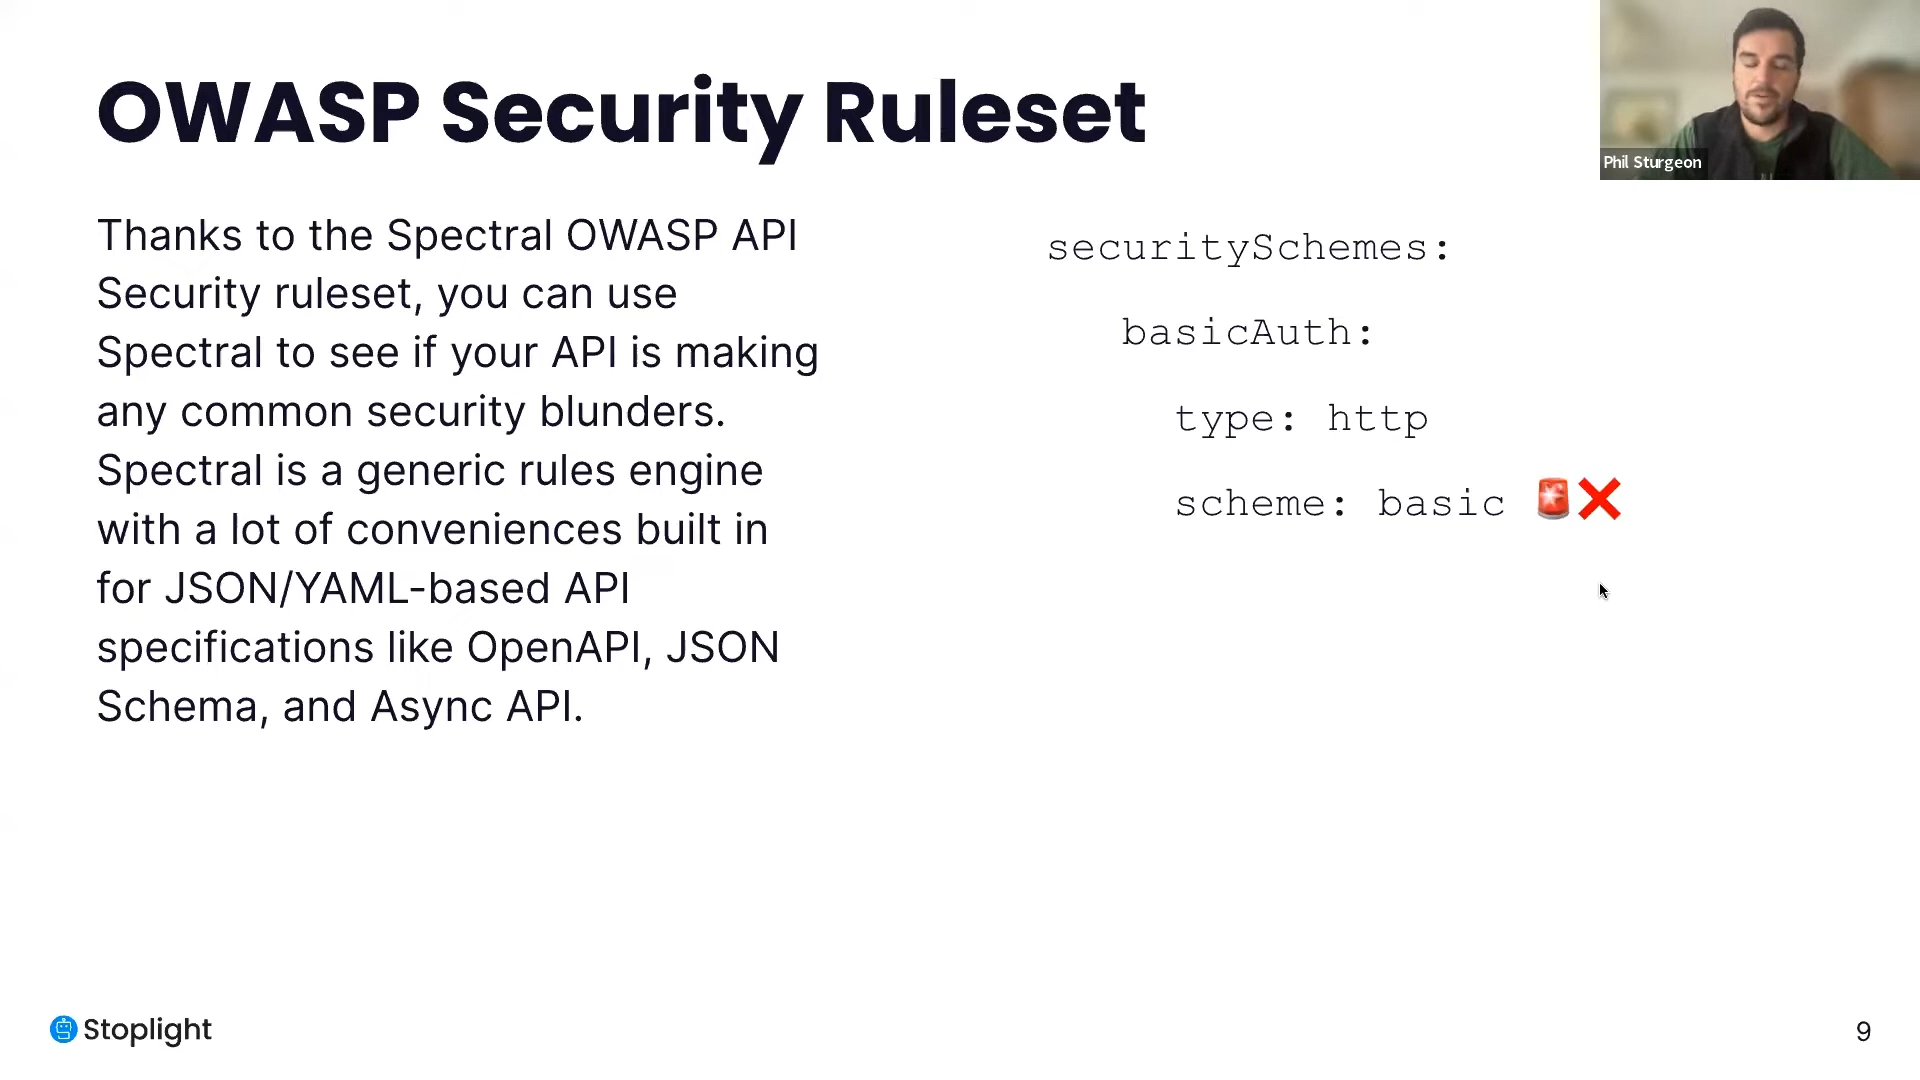 OWASP Security Ruleset
Phil Sturgeon
Thanks to the Spectral OWASP API
Security ruleset, you can use
Spectral to see if your API is making
any common security blunders.
Spectral is a generic rules engine
with a lot of conveniences built in
for JSON/YAML-based API
specifications like OpenAPI, JSON
Schema, and Async API.
securitySchemes:
basicAuth:
type: http
scheme: basic 🚨❌
Stoplight
9